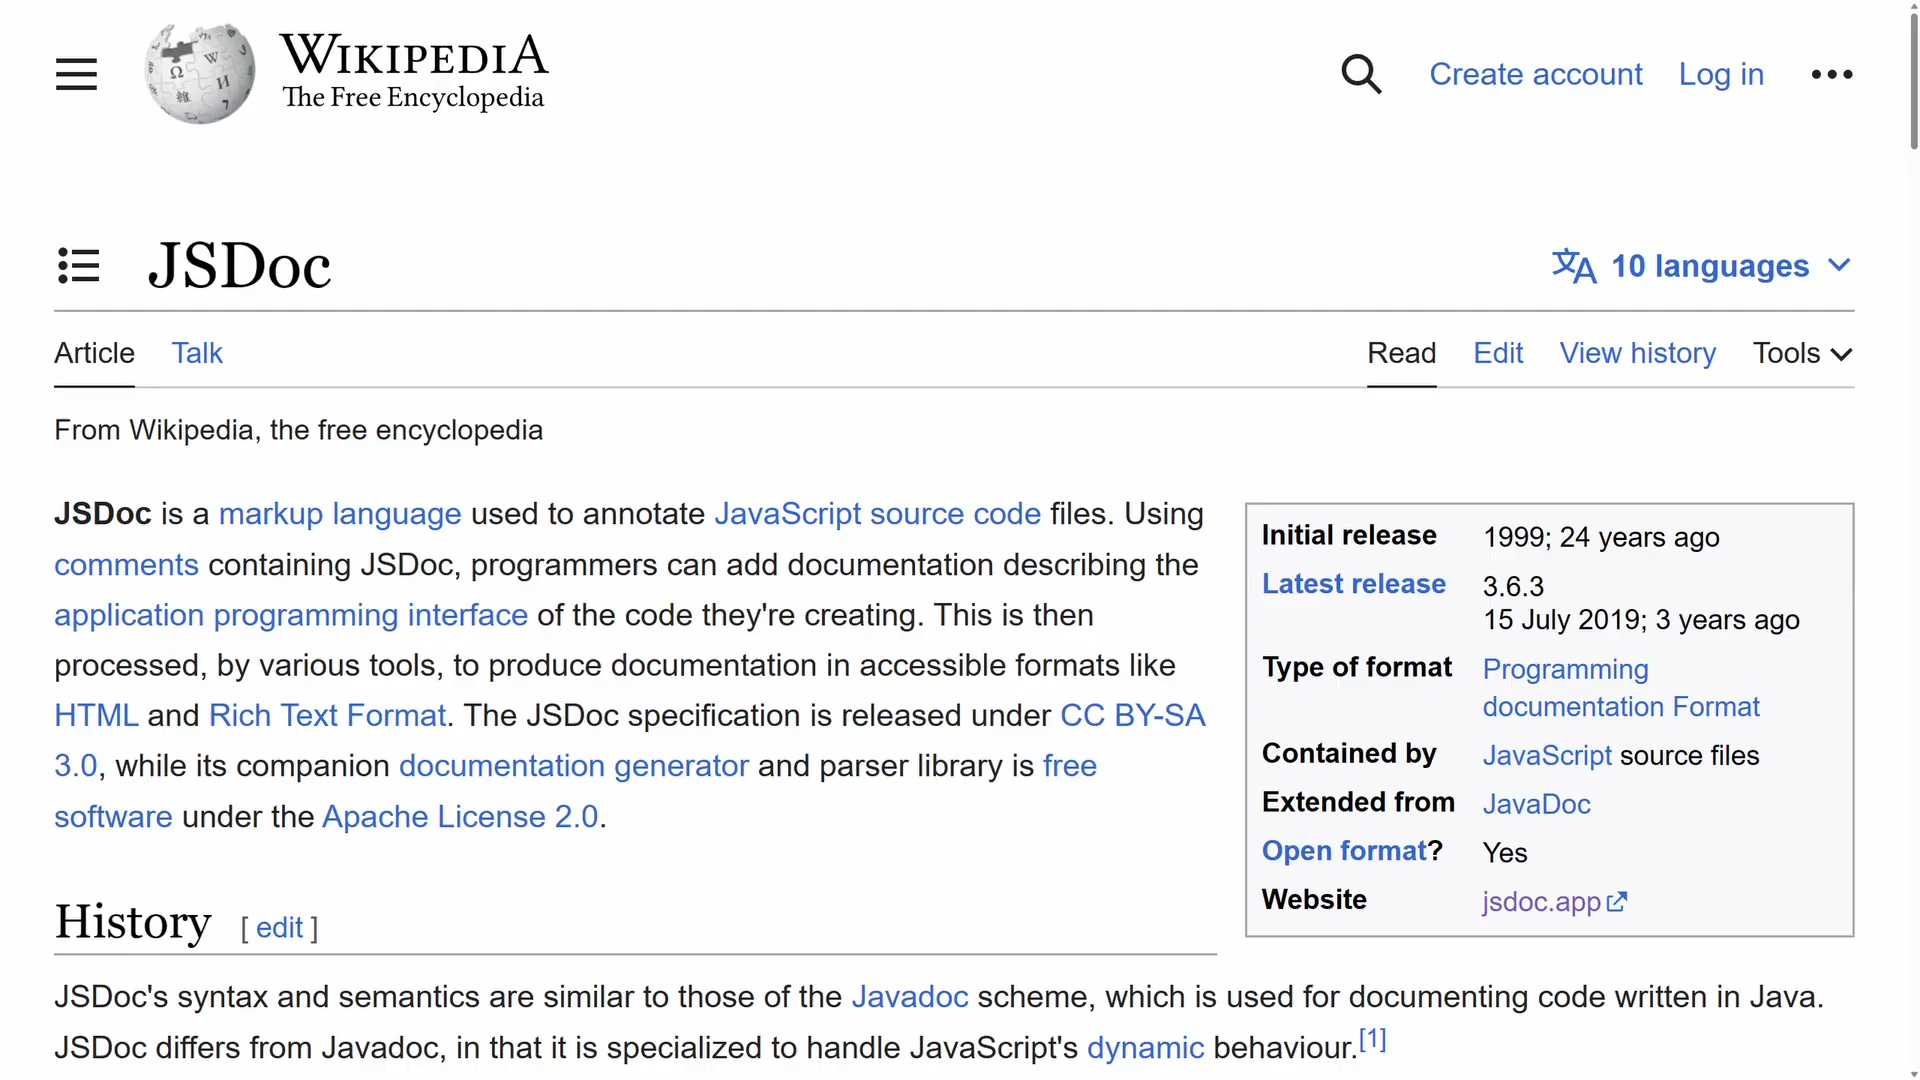 WIKIPEDIA
The Free Encyclopedia
Create account
Log in
JSDoc
10 languages
Article
Talk
Read
Edit
View history
Tools
From Wikipedia, the free encyclopedia
JSDoc is a markup language used to annotate JavaScript source code files. Using
comments containing JSDoc, programmers can add documentation describing the
application programming interface of the code they're creating. This is then
processed, by various tools, to produce documentation in accessible formats like
HTML and Rich Text Format. The JSDoc specification is released under CC BY-SA
3.0, while its companion documentation generator and parser library is free
software under the Apache License 2.0.
Initial release 1999; 24 years ago
Latest release 3.6.3
15 July 2019; 3 years ago
Type of format Programming
documentation Format
Contained by JavaScript source files
Extended from JavaDoc
Open format? Yes
Website jsdoc.app
History [ edit ]
JSDoc's syntax and semantics are similar to those of the Javadoc scheme, which is used for documenting code written in Java.
JSDoc differs from Javadoc, in that it is specialized to handle JavaScript's dynamic behaviour.[1]